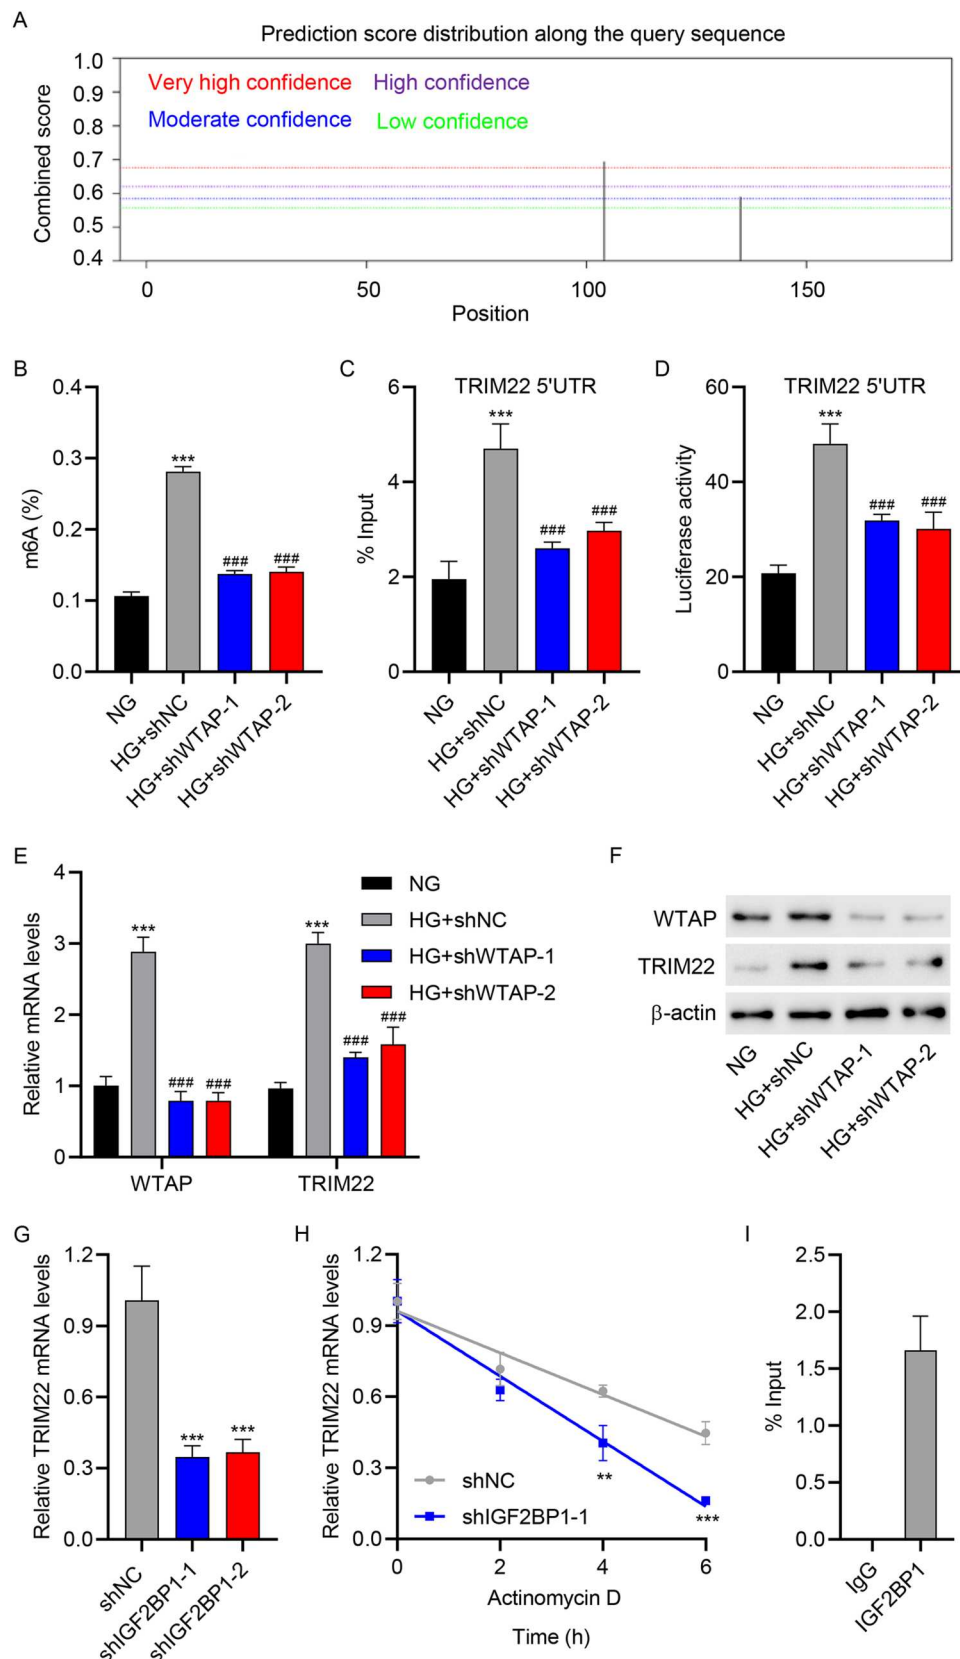 A
Prediction score distribution along the query sequence
Very high confidence High confidence
Moderate confidence Low confidence
Combined score
1.0
0.9
0.8
0.7
0.6
0.5
0.4
0 50 100 150
Position
B
m6A (%)
0.4
0.3
0.2
0.1
0.0
***
### ###
NG HG+shNC HG+shWTAP-1 HG+shWTAP-2
C
TRIM22 5'UTR
% Input
6
4
2
0
***
### ###
NG HG+shNC HG+shWTAP-1 HG+shWTAP-2
D
TRIM22 5'UTR
Luciferase activity
60
40
20
0
***
### ###
NG HG+shNC HG+shWTAP-1 HG+shWTAP-2
E
Relative mRNA levels
4
3
2
1
0
NG
HG+shNC
HG+shWTAP-1
HG+shWTAP-2
*** ***
### ### ### ###
WTAP TRIM22
F
WTAP
TRIM22
β-actin
NG HG+shNC HG+shWTAP-1 HG+shWTAP-2
G
Relative TRIM22 mRNA levels
1.2
0.9
0.6
0.3
0.0
*** ***
shNC shIGF2BP1-1 shIGF2BP1-2
H
Relative TRIM22 mRNA levels
1.2
0.9
0.6
0.3
0.0
shNC
shIGF2BP1-1
**
***
0 2 4 6
Actinomycin D
Time (h)
I
% Input
2.5
2.0
1.5
1.0
0.5
0.0
IgG IGF2BP1